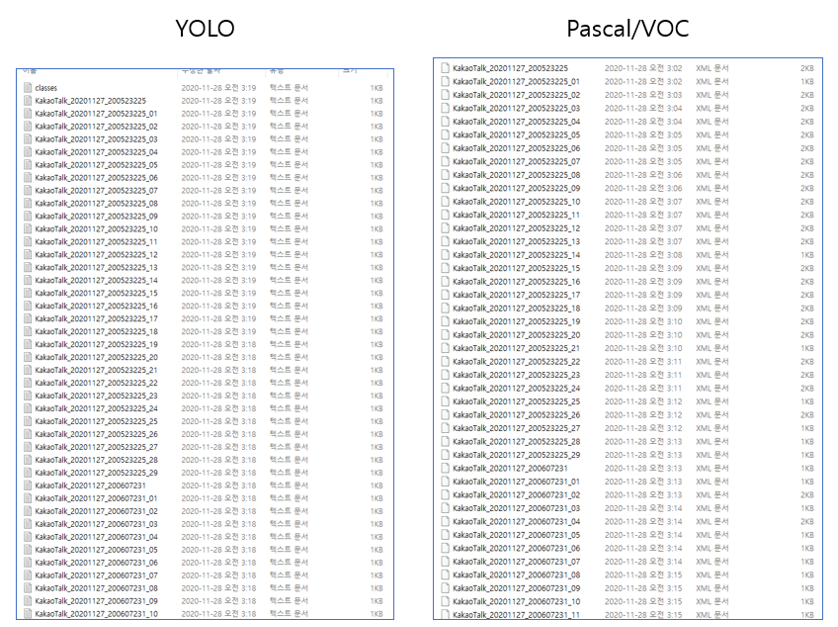 YOLO
classes 2020-11-28 오전 3:19 텍스트 문서 1KB
KakaoTalk_20201127_200523225 2020-11-28 오전 3:19 텍스트 문서 1KB
KakaoTalk_20201127_200523225_01 2020-11-28 오전 3:19 텍스트 문서 1KB
KakaoTalk_20201127_200523225_02 2020-11-28 오전 3:19 텍스트 문서 1KB
KakaoTalk_20201127_200523225_03 2020-11-28 오전 3:19 텍스트 문서 1KB
KakaoTalk_20201127_200523225_04 2020-11-28 오전 3:19 텍스트 문서 1KB
KakaoTalk_20201127_200523225_05 2020-11-28 오전 3:19 텍스트 문서 1KB
KakaoTalk_20201127_200523225_06 2020-11-28 오전 3:19 텍스트 문서 1KB
KakaoTalk_20201127_200523225_07 2020-11-28 오전 3:19 텍스트 문서 1KB
KakaoTalk_20201127_200523225_08 2020-11-28 오전 3:19 텍스트 문서 1KB
KakaoTalk_20201127_200523225_09 2020-11-28 오전 3:19 텍스트 문서 1KB
KakaoTalk_20201127_200523225_10 2020-11-28 오전 3:19 텍스트 문서 1KB
KakaoTalk_20201127_200523225_11 2020-11-28 오전 3:19 텍스트 문서 1KB
KakaoTalk_20201127_200523225_12 2020-11-28 오전 3:19 텍스트 문서 1KB
KakaoTalk_20201127_200523225_13 2020-11-28 오전 3:19 텍스트 문서 1KB
KakaoTalk_20201127_200523225_14 2020-11-28 오전 3:19 텍스트 문서 1KB
KakaoTalk_20201127_200523225_15 2020-11-28 오전 3:19 텍스트 문서 1KB
KakaoTalk_20201127_200523225_16 2020-11-28 오전 3:19 텍스트 문서 1KB
KakaoTalk_20201127_200523225_17 2020-11-28 오전 3:19 텍스트 문서 1KB
KakaoTalk_20201127_200523225_18 2020-11-28 오전 3:19 텍스트 문서 1KB
KakaoTalk_20201127_200523225_19 2020-11-28 오전 3:18 텍스트 문서 1KB
KakaoTalk_20201127_200523225_20 2020-11-28 오전 3:18 텍스트 문서 1KB
KakaoTalk_20201127_200523225_21 2020-11-28 오전 3:18 텍스트 문서 1KB
KakaoTalk_20201127_200523225_22 2020-11-28 오전 3:18 텍스트 문서 1KB
KakaoTalk_20201127_200523225_23 2020-11-28 오전 3:18 텍스트 문서 1KB
KakaoTalk_20201127_200523225_24 2020-11-28 오전 3:18 텍스트 문서 1KB
KakaoTalk_20201127_200523225_25 2020-11-28 오전 3:18 텍스트 문서 1KB
KakaoTalk_20201127_200523225_26 2020-11-28 오전 3:18 텍스트 문서 1KB
KakaoTalk_20201127_200523225_27 2020-11-28 오전 3:18 텍스트 문서 1KB
KakaoTalk_20201127_200523225_28 2020-11-28 오전 3:18 텍스트 문서 1KB
KakaoTalk_20201127_200523225_29 2020-11-28 오전 3:18 텍스트 문서 1KB
KakaoTalk_20201127_200607231 2020-11-28 오전 3:18 텍스트 문서 1KB
KakaoTalk_20201127_200607231_01 2020-11-28 오전 3:18 텍스트 문서 1KB
KakaoTalk_20201127_200607231_02 2020-11-28 오전 3:18 텍스트 문서 1KB
KakaoTalk_20201127_200607231_03 2020-11-28 오전 3:18 텍스트 문서 1KB
KakaoTalk_20201127_200607231_04 2020-11-28 오전 3:18 텍스트 문서 1KB
KakaoTalk_20201127_200607231_05 2020-11-28 오전 3:18 텍스트 문서 1KB
KakaoTalk_20201127_200607231_06 2020-11-28 오전 3:18 텍스트 문서 1KB
KakaoTalk_20201127_200607231_07 2020-11-28 오전 3:18 텍스트 문서 1KB
KakaoTalk_20201127_200607231_08 2020-11-28 오전 3:18 텍스트 문서 1KB
KakaoTalk_20201127_200607231_09 2020-11-28 오전 3:18 텍스트 문서 1KB
KakaoTalk_20201127_200607231_10 2020-11-28 오전 3:18 텍스트 문서 1KB
Pascal/VOC
KakaoTalk_20201127_200523225 2020-11-28 오전 3:02 XML 문서 2KB
KakaoTalk_20201127_200523225_01 2020-11-28 오전 3:02 XML 문서 1KB
KakaoTalk_20201127_200523225_02 2020-11-28 오전 3:03 XML 문서 2KB
KakaoTalk_20201127_200523225_03 2020-11-28 오전 3:04 XML 문서 2KB
KakaoTalk_20201127_200523225_04 2020-11-28 오전 3:04 XML 문서 2KB
KakaoTalk_20201127_200523225_05 2020-11-28 오전 3:05 XML 문서 2KB
KakaoTalk_20201127_200523225_06 2020-11-28 오전 3:05 XML 문서 2KB
KakaoTalk_20201127_200523225_07 2020-11-28 오전 3:05 XML 문서 2KB
KakaoTalk_20201127_200523225_08 2020-11-28 오전 3:06 XML 문서 2KB
KakaoTalk_20201127_200523225_09 2020-11-28 오전 3:06 XML 문서 2KB
KakaoTalk_20201127_200523225_10 2020-11-28 오전 3:07 XML 문서 2KB
KakaoTalk_20201127_200523225_11 2020-11-28 오전 3:07 XML 문서 2KB
KakaoTalk_20201127_200523225_12 2020-11-28 오전 3:07 XML 문서 2KB
KakaoTalk_20201127_200523225_13 2020-11-28 오전 3:07 XML 문서 2KB
KakaoTalk_20201127_200523225_14 2020-11-28 오전 3:08 XML 문서 1KB
KakaoTalk_20201127_200523225_15 2020-11-28 오전 3:09 XML 문서 2KB
KakaoTalk_20201127_200523225_16 2020-11-28 오전 3:09 XML 문서 2KB
KakaoTalk_20201127_200523225_17 2020-11-28 오전 3:09 XML 문서 2KB
KakaoTalk_20201127_200523225_18 2020-11-28 오전 3:09 XML 문서 2KB
KakaoTalk_20201127_200523225_19 2020-11-28 오전 3:10 XML 문서 2KB
KakaoTalk_20201127_200523225_20 2020-11-28 오전 3:10 XML 문서 2KB
KakaoTalk_20201127_200523225_21 2020-11-28 오전 3:10 XML 문서 1KB
KakaoTalk_20201127_200523225_22 2020-11-28 오전 3:11 XML 문서 2KB
KakaoTalk_20201127_200523225_23 2020-11-28 오전 3:11 XML 문서 2KB
KakaoTalk_20201127_200523225_24 2020-11-28 오전 3:11 XML 문서 2KB
KakaoTalk_20201127_200523225_25 2020-11-28 오전 3:12 XML 문서 1KB
KakaoTalk_20201127_200523225_26 2020-11-28 오전 3:12 XML 문서 2KB
KakaoTalk_20201127_200523225_27 2020-11-28 오전 3:12 XML 문서 1KB
KakaoTalk_20201127_200523225_28 2020-11-28 오전 3:13 XML 문서 1KB
KakaoTalk_20201127_200523225_29 2020-11-28 오전 3:13 XML 문서 1KB
KakaoTalk_20201127_200607231 2020-11-28 오전 3:13 XML 문서 1KB
KakaoTalk_20201127_200607231_01 2020-11-28 오전 3:13 XML 문서 1KB
KakaoTalk_20201127_200607231_02 2020-11-28 오전 3:13 XML 문서 2KB
KakaoTalk_20201127_200607231_03 2020-11-28 오전 3:14 XML 문서 1KB
KakaoTalk_20201127_200607231_04 2020-11-28 오전 3:14 XML 문서 2KB
KakaoTalk_20201127_200607231_05 2020-11-28 오전 3:14 XML 문서 1KB
KakaoTalk_20201127_200607231_06 2020-11-28 오전 3:14 XML 문서 1KB
KakaoTalk_20201127_200607231_07 2020-11-28 오전 3:14 XML 문서 1KB
KakaoTalk_20201127_200607231_08 2020-11-28 오전 3:15 XML 문서 1KB
KakaoTalk_20201127_200607231_09 2020-11-28 오전 3:15 XML 문서 1KB
KakaoTalk_20201127_200607231_10 2020-11-28 오전 3:15 XML 문서 1KB
KakaoTalk_20201127_200607231_11 2020-11-28 오전 3:15 XML 문서 1KB